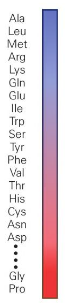 Ala
Leu
Met
Arg
Lys
Gln
Glu
Ile
Trp
Ser
Tyr
Phe
Val
Thr
His
Cys
Asn
Asp
Gly
Pro